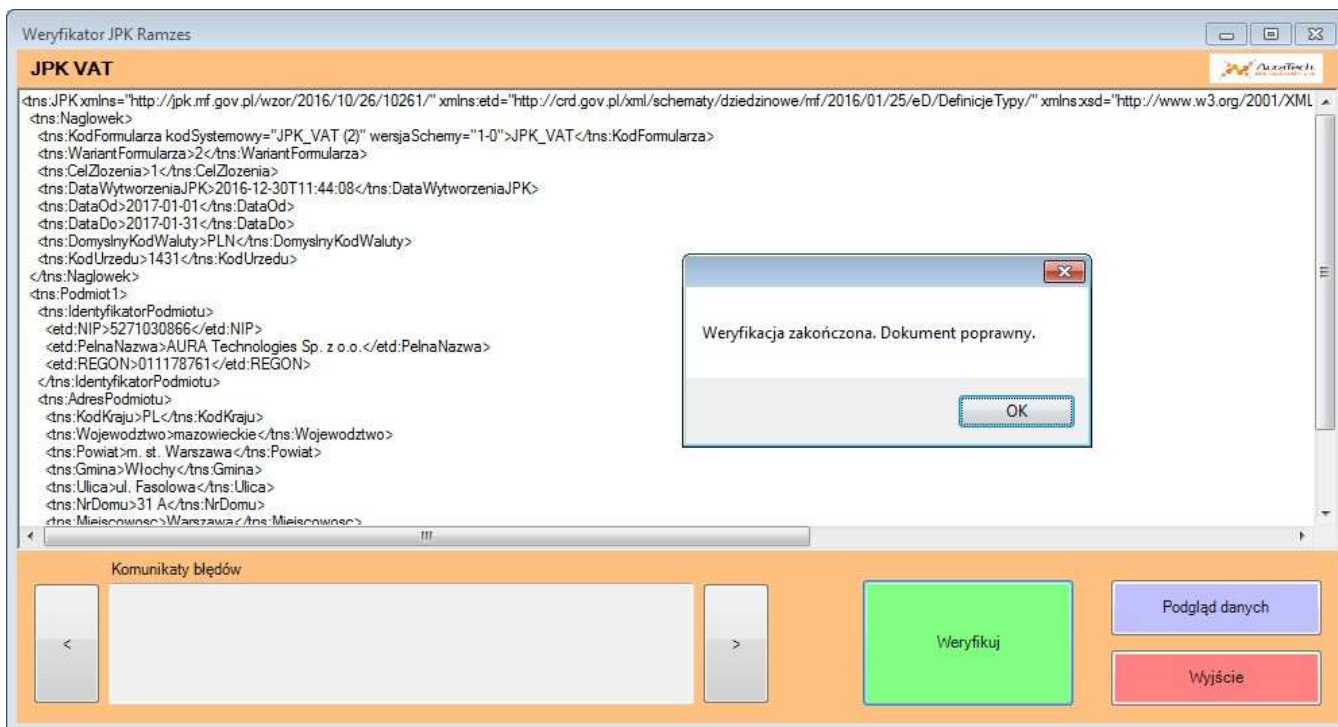 Weryfikator JPK Ramzes
JPK VAT
AuraTech
<tns:JPK xmlns="http://jpk.mf.gov.pl/wzor/2016/10/26/10261/" xmlns:etd="http://crd.gov.pl/xml/schematy/dziedzinowe/mf/2016/01/25/eD/DefinicjeTypy/" xmlns:xsd="http://www.w3.org/2001/XML
<tns:Naglowek>
<tns:KodFormularza kodSystemowy="JPK_VAT (2)" wersjaSchemy="1-0">JPK_VAT</tns:KodFormularza>
<tns:WariantFormularza>2</tns:WariantFormularza>
<tns:CelZlozenia>1</tns:CelZlozenia>
<tns:DataWytworzeniaJPK>2016-12-30T11:44:08</tns:DataWytworzeniaJPK>
<tns:DataOd>2017-01-01</tns:DataOd>
<tns:DataDo>2017-01-31</tns:DataDo>
<tns:DomyslnyKodWaluty>PLN</tns:DomyslnyKodWaluty>
<tns:KodUrzedu>1431</tns:KodUrzedu>
</tns:Naglowek>
<tns:Podmiot1>
<tns:IdentyfikatorPodmiotu>
<etd:NIP>5271030866</etd:NIP>
<etd:PelnaNazwa>AURA Technologies Sp. z o.o.</etd:PelnaNazwa>
<etd:REGON>011178761</etd:REGON>
</tns:IdentyfikatorPodmiotu>
<tns:AdresPodmiotu>
<tns:KodKraju>PL</tns:KodKraju>
<tns:Wojewodztwo>mazowieckie</tns:Wojewodztwo>
<tns:Powiat>m. st. Warszawa</tns:Powiat>
<tns:Gmina>Włochy</tns:Gmina>
<tns:Ulica>ul. Fasolowa</tns:Ulica>
<tns:NrDomu>31 A</tns:NrDomu>
<tns:Miejscowosc>Warszawa</tns:Miejscowosc>
Weryfikacja zakończona. Dokument poprawny.
OK
Komunikaty błędów
<
>
Weryfikuj
Podgląd danych
Wyjście